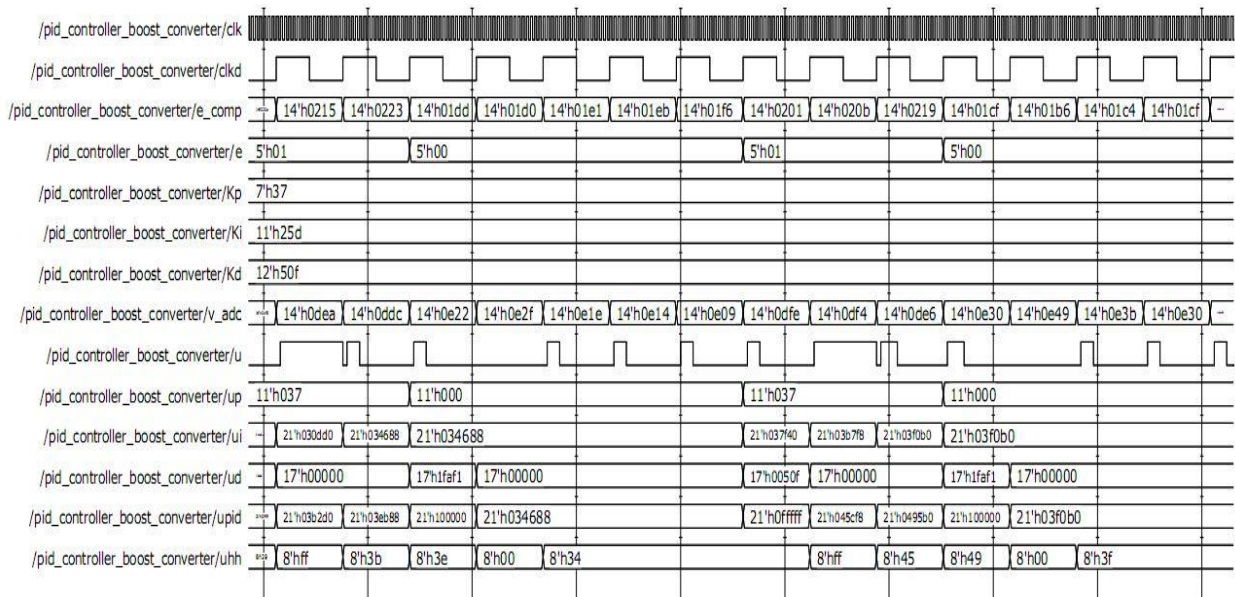 /pid_controller_boost_converter/clk
/pid_controller_boost_converter/clkd
/pid_controller_boost_converter/e_comp 14'h0215 14'h0223 14'h01dd 14'h01d0 14'h01e1 14'h01eb 14'h01f6 14'h0201 14'h020b 14'h0219 14'h01cf 14'h01b6 14'h01c4 14'h01cf
/pid_controller_boost_converter/e 5'h01 5'h00 5'h01 5'h00
/pid_controller_boost_converter/Kp 7'h37
/pid_controller_boost_converter/Ki 11'h25d
/pid_controller_boost_converter/Kd 12'h50f
/pid_controller_boost_converter/v_adc 14'h0dea 14'h0ddc 14'h0e22 14'h0e2f 14'h0e1e 14'h0e14 14'h0e09 14'h0dfe 14'h0df4 14'h0de6 14'h0e30 14'h0e49 14'h0e3b 14'h0e30
/pid_controller_boost_converter/u
/pid_controller_boost_converter/up 11'h037 11'h000 11'h037 11'h000
/pid_controller_boost_converter/ui 21'h030dd0 21'h034688 21'h034688 21'h037f40 21'h03b7f8 21'h03f0b0 21'h03f0b0
/pid_controller_boost_converter/ud 17'h00000 17'h1faf1 17'h00000 17'h0050f 17'h00000 17'h1faf1 17'h00000
/pid_controller_boost_converter/upid 21'h03b2d0 21'h03eb88 21'h100000 21'h034688 21'h0fffff 21'h045cf8 21'h0495b0 21'h100000 21'h03f0b0
/pid_controller_boost_converter/uhh 8'hff 8'h3b 8'h3e 8'h00 8'h34 8'hff 8'h45 8'h49 8'h00 8'h3f